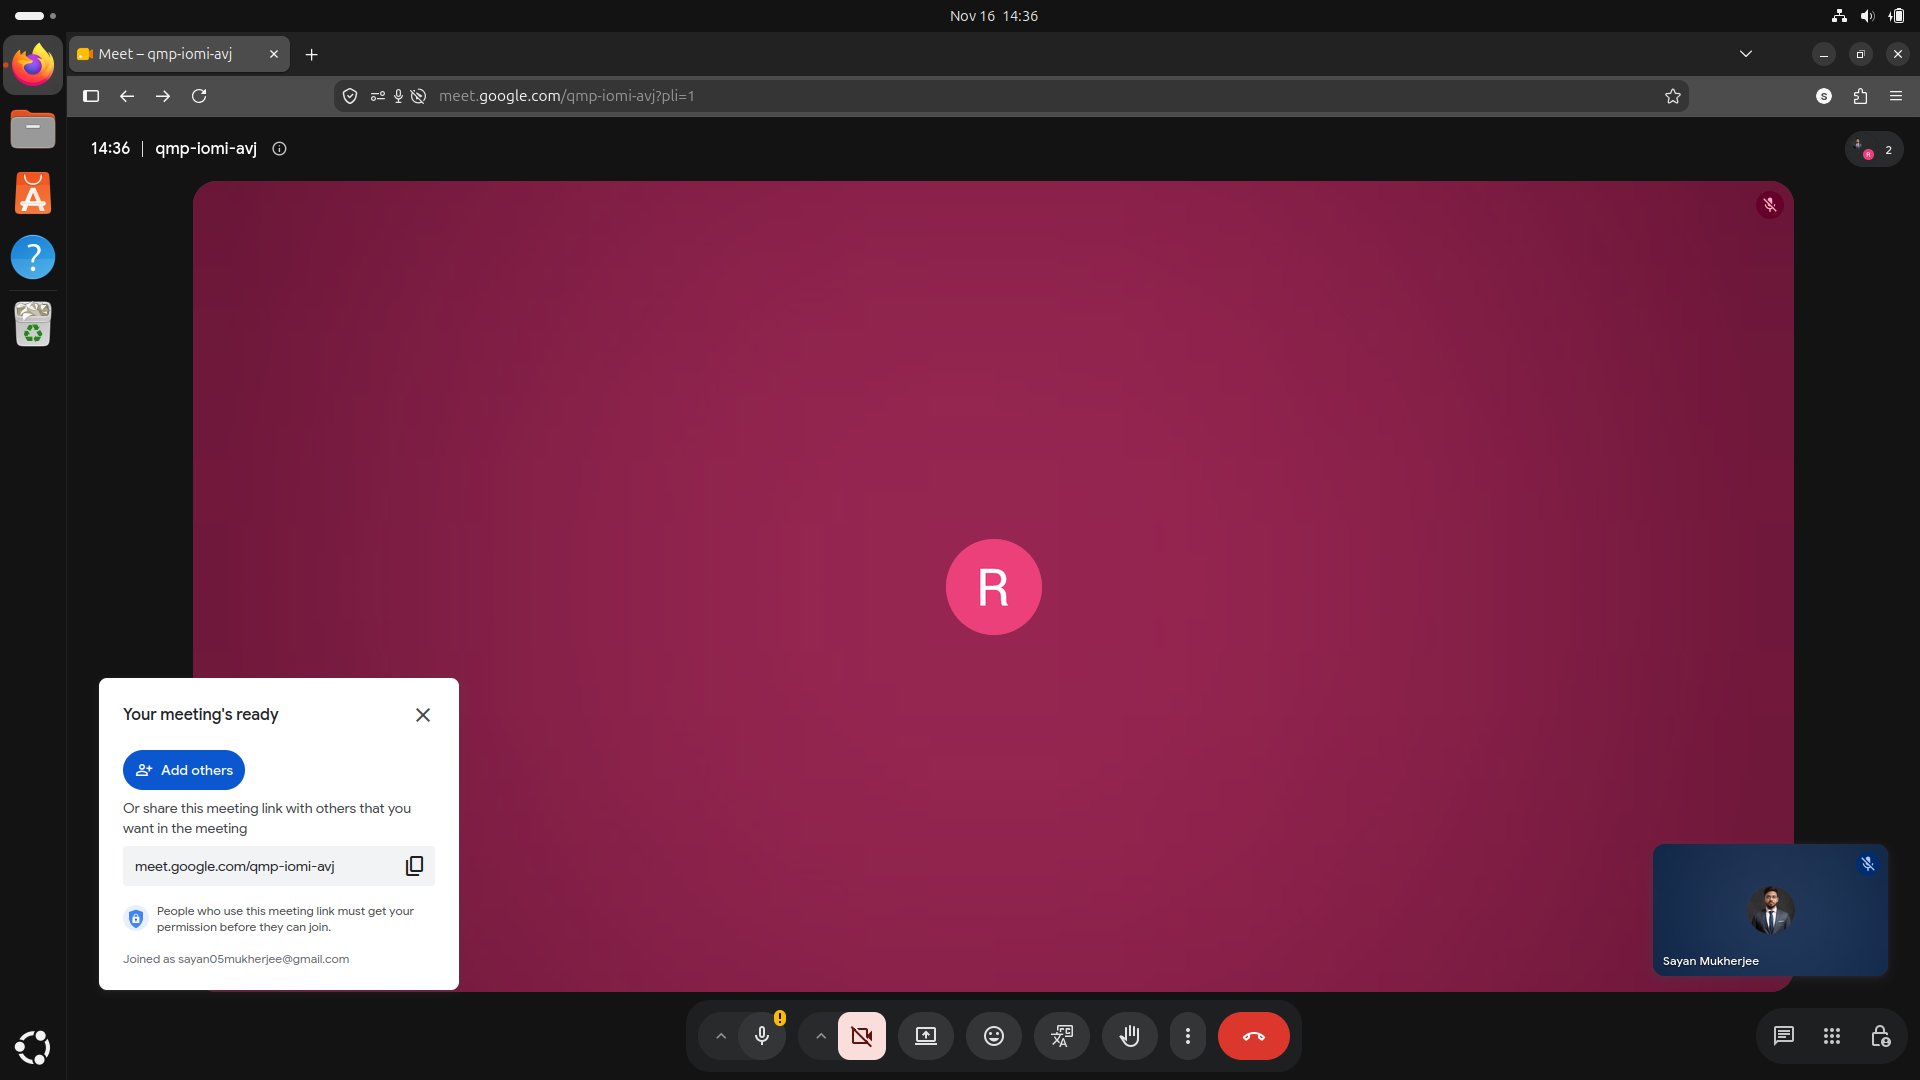 Nov 16 14:36
Meet – qmp-iomi-avj
meet.google.com/qmp-iomi-avj?pli=1
S
14:36 | qmp-iomi-avj
R
2
R
Your meeting's ready
Add others
Or share this meeting link with others that you
want in the meeting
meet.google.com/qmp-iomi-avj
People who use this meeting link must get your
permission before they can join.
Joined as sayan05mukherjee@gmail.com
Sayan Mukherjee